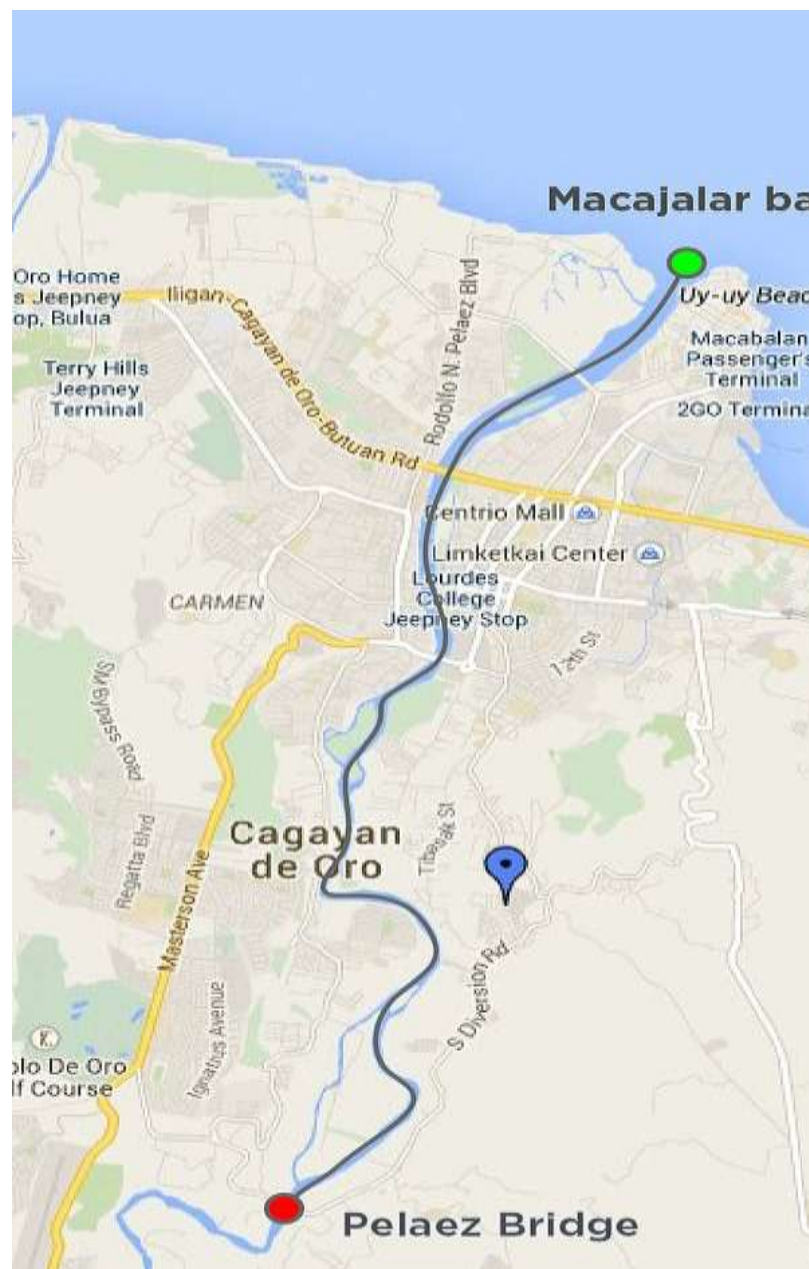 Macajalar ba
Oro Home
s Jeepney
op, Bulua
Iligan-Cagayan de Oro-Butuan Rd
Rodolfo N. Pelaez Blvd
Uy-uy Beac
Macabalan
Passenger's
Terminal
2GO Termina
Terry Hills
Jeepney
Terminal
Centrio Mall
Limketkai Center
Lourdes
College
Jeepney Stop
CARMEN
12th St
SM Bypass Road
Cagayan
de Oro
Tibasak St
Regatta Blvd
Masterson Ave
S Diversion Rd
Ignatius Avenue
K
olo De Oro
lf Course
Pelaez Bridge